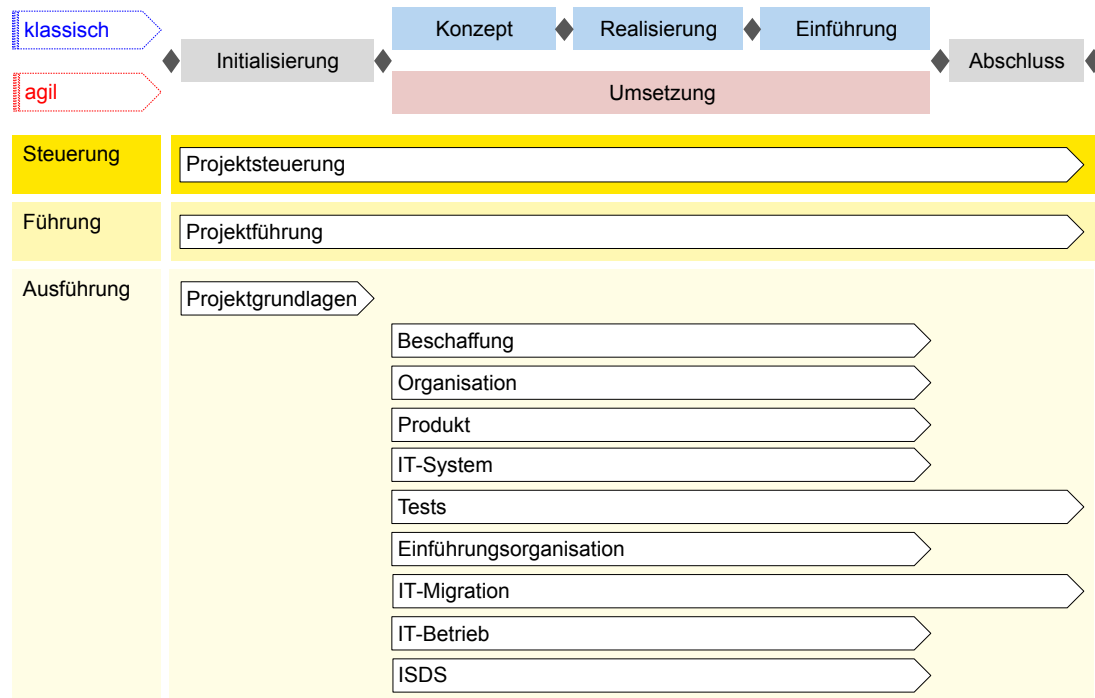 klassisch
Konzept
Realisierung
Einführung
Initialisierung
Abschluss
agil
Umsetzung
Steuerung
Projektsteuerung
Führung
Projektführung
Ausführung
Projektgrundlagen
Beschaffung
Organisation
Produkt
IT-System
Tests
Einführungsorganisation
IT-Migration
IT-Betrieb
ISDS